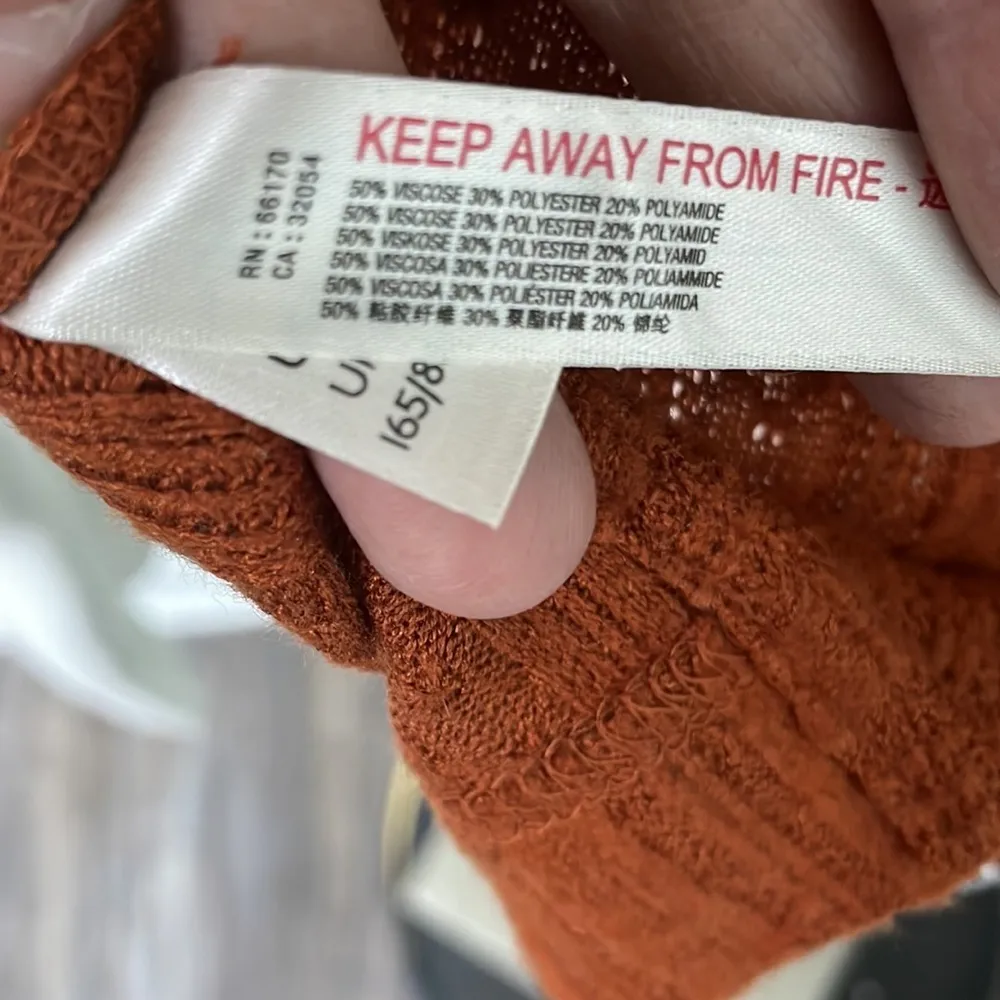 KEEP AWAY FROM FIRE -
RN : 66170
CA : 32054
50% VISCOSE 30% POLYESTER 20% POLYAMIDE
50% VISCOSE 30% POLYESTER 20% POLYAMIDE
50% VISKOSE 30% POLYESTER 20% POLYAMID
50% VISCOSA 30% POLIESTERE 20% POLIAMMIDE
50% VISCOSA 30% POLIÉSTER 20% POLIAMIDA
50% 粘胶纤维 30% 聚酯纤维 20% 锦纶
165/8